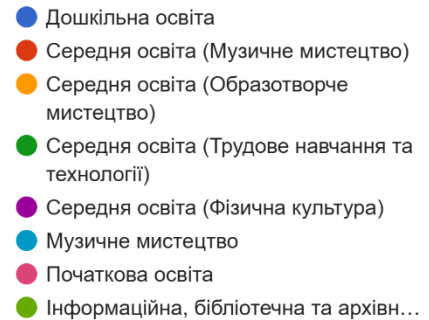 Дошкільна освіта
Середня освіта (Музичне мистецтво)
Середня освіта (Образотворче
мистецтво)
Середня освіта (Трудове навчання та
технології)
Середня освіта (Фізична культура)
Музичне мистецтво
Початкова освіта
Інформаційна, бібліотечна та архівн…